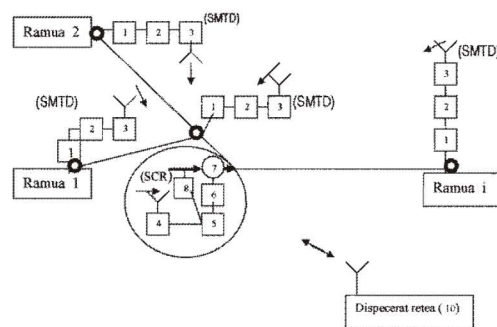 Ramua 2
1 2 3
(SMTD)
(SMTD)
1 2 3
Ramua 1
1 2 3
(SMTD)
(SMTD)
3
2
1
Ramua i
(SCR)
7
8
6
4
5
Dispecerat retea (10)